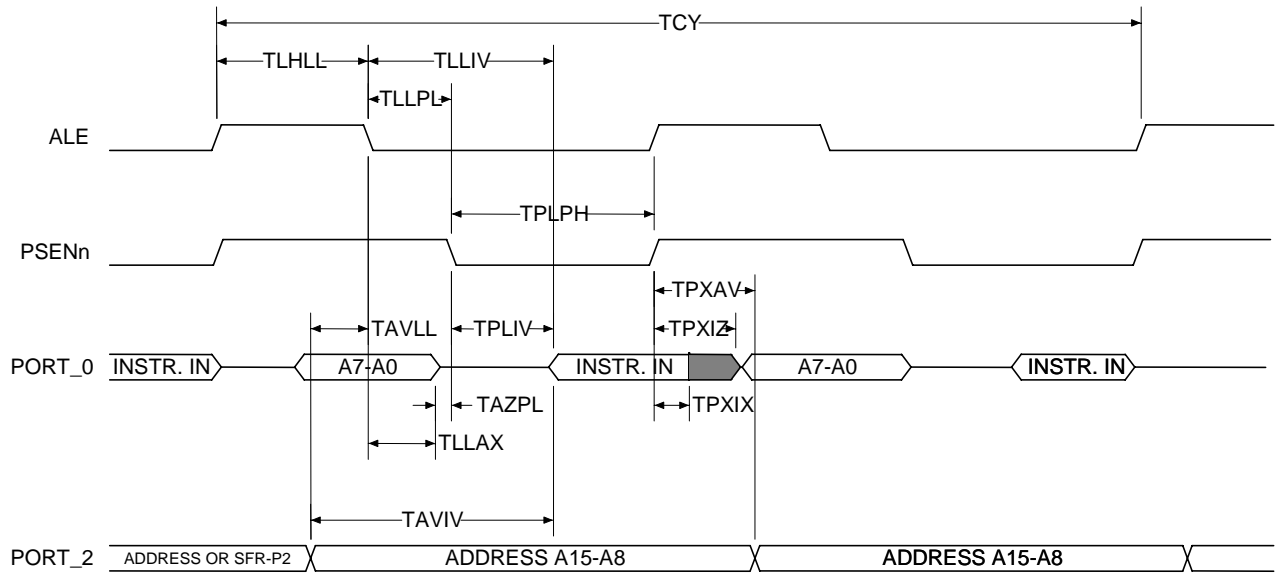 TCY
TLHLL TLLIV
TLLPL
ALE
TPLPH
PSENn
TPXAV
TAVLL TPLIV TPXIZ
PORT_0 INSTR. IN A7-A0 INSTR. IN A7-A0 INSTR. IN
TAZPL TPXIX
TLLAX
TAVIV
PORT_2 ADDRESS OR SFR-P2 ADDRESS A15-A8 ADDRESS A15-A8